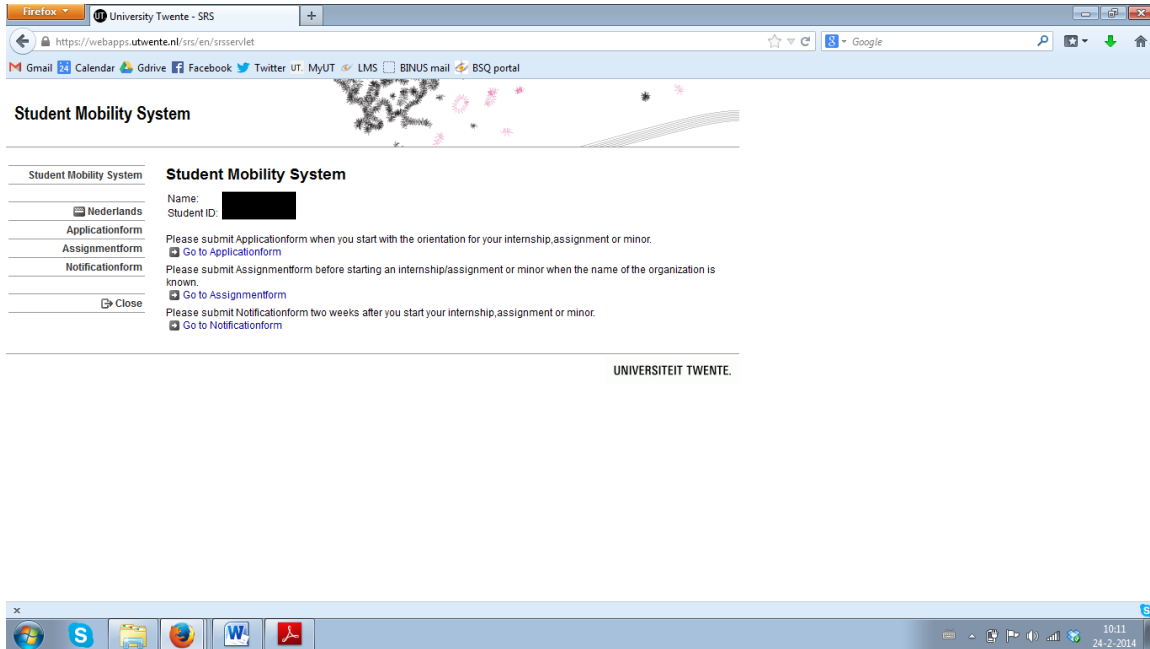 Firefox
University Twente - SRS
https://webapps.utwente.nl/srs/en/srsservlet
Google
Gmail 24 Calendar Gdrive Facebook Twitter UT. MyUT LMS BINUS mail BSQ portal
Student Mobility System
Student Mobility System
Nederlands
Applicationform
Assignmentform
Notificationform
Close
Student Mobility System
Name:
Student ID:
Please submit Applicationform when you start with the orientation for your internship,assignment or minor.
Go to Applicationform
Please submit Assignmentform before starting an internship/assignment or minor when the name of the organization is
known.
Go to Assignmentform
Please submit Notificationform two weeks after you start your internship,assignment or minor.
Go to Notificationform
UNIVERSITEIT TWENTE.
10:11
24-2-2014